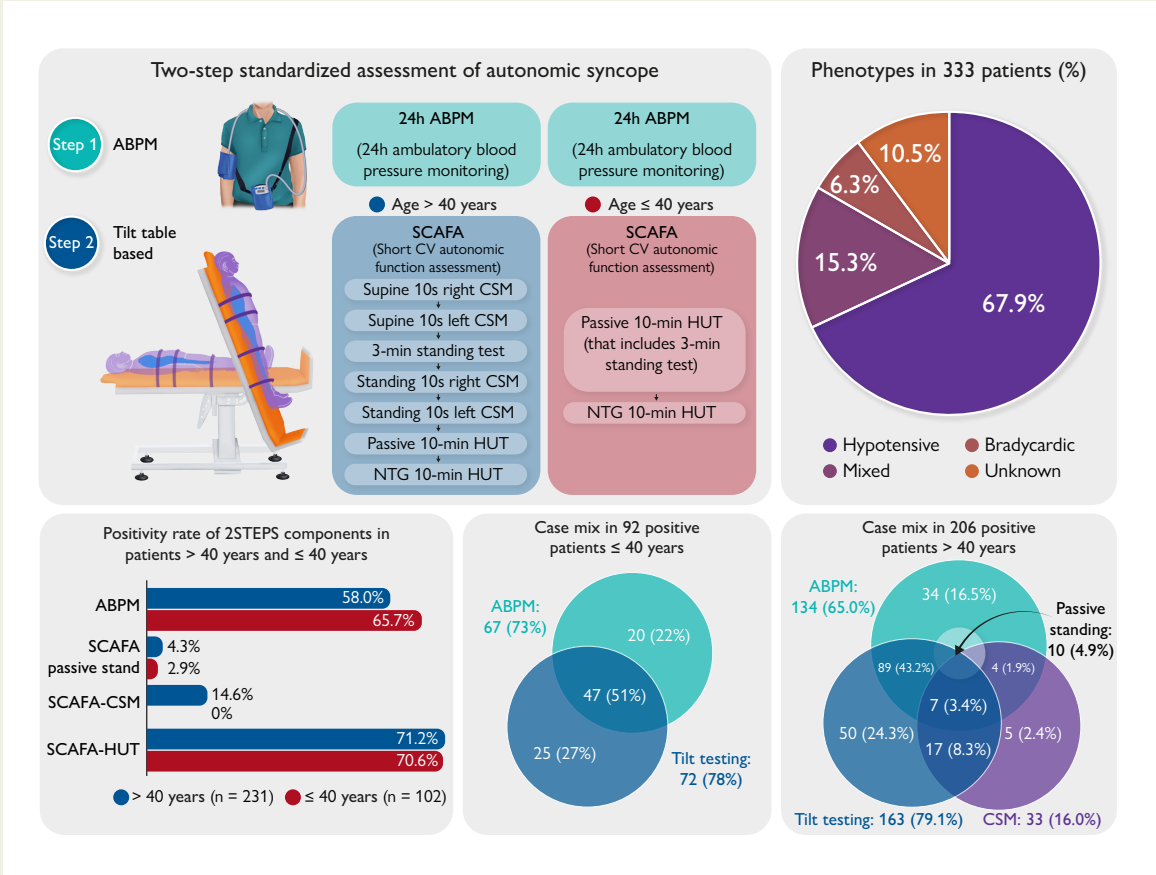 Two-step standardized assessment of autonomic syncope
Step 1
ABPM
24h ABPM
(24h ambulatory blood
pressure monitoring)
24h ABPM
(24h ambulatory blood
pressure monitoring)
Age > 40 years
Age ≤ 40 years
Step 2
Tilt table
based
SCAFA
(Short CV autonomic
function assessment)
Supine 10s right CSM
Supine 10s left CSM
3-min standing test
Standing 10s right CSM
Standing 10s left CSM
Passive 10-min HUT
NTG 10-min HUT
SCAFA
(Short CV autonomic
function assessment)
Passive 10-min HUT
(that includes 3-min
standing test)
NTG 10-min HUT
Phenotypes in 333 patients (%)
10.5%
6.3%
15.3%
67.9%
Hypotensive
Bradycardic
Mixed
Unknown
Positivity rate of 2STEPS components in
patients > 40 years and ≤ 40 years
ABPM
58.0%
65.7%
SCAFA
passive stand
4.3%
2.9%
SCAFA-CSM
14.6%
0%
SCAFA-HUT
71.2%
70.6%
> 40 years (n = 231)
≤ 40 years (n = 102)
Case mix in 92 positive
patients ≤ 40 years
ABPM:
67 (73%)
20 (22%)
47 (51%)
25 (27%)
Tilt testing:
72 (78%)
Case mix in 206 positive
patients > 40 years
ABPM:
134 (65.0%)
34 (16.5%)
Passive
standing:
10 (4.9%)
89 (43.2%)
4 (1.9%)
7 (3.4%)
50 (24.3%)
17 (8.3%)
5 (2.4%)
Tilt testing: 163 (79.1%)
CSM: 33 (16.0%)